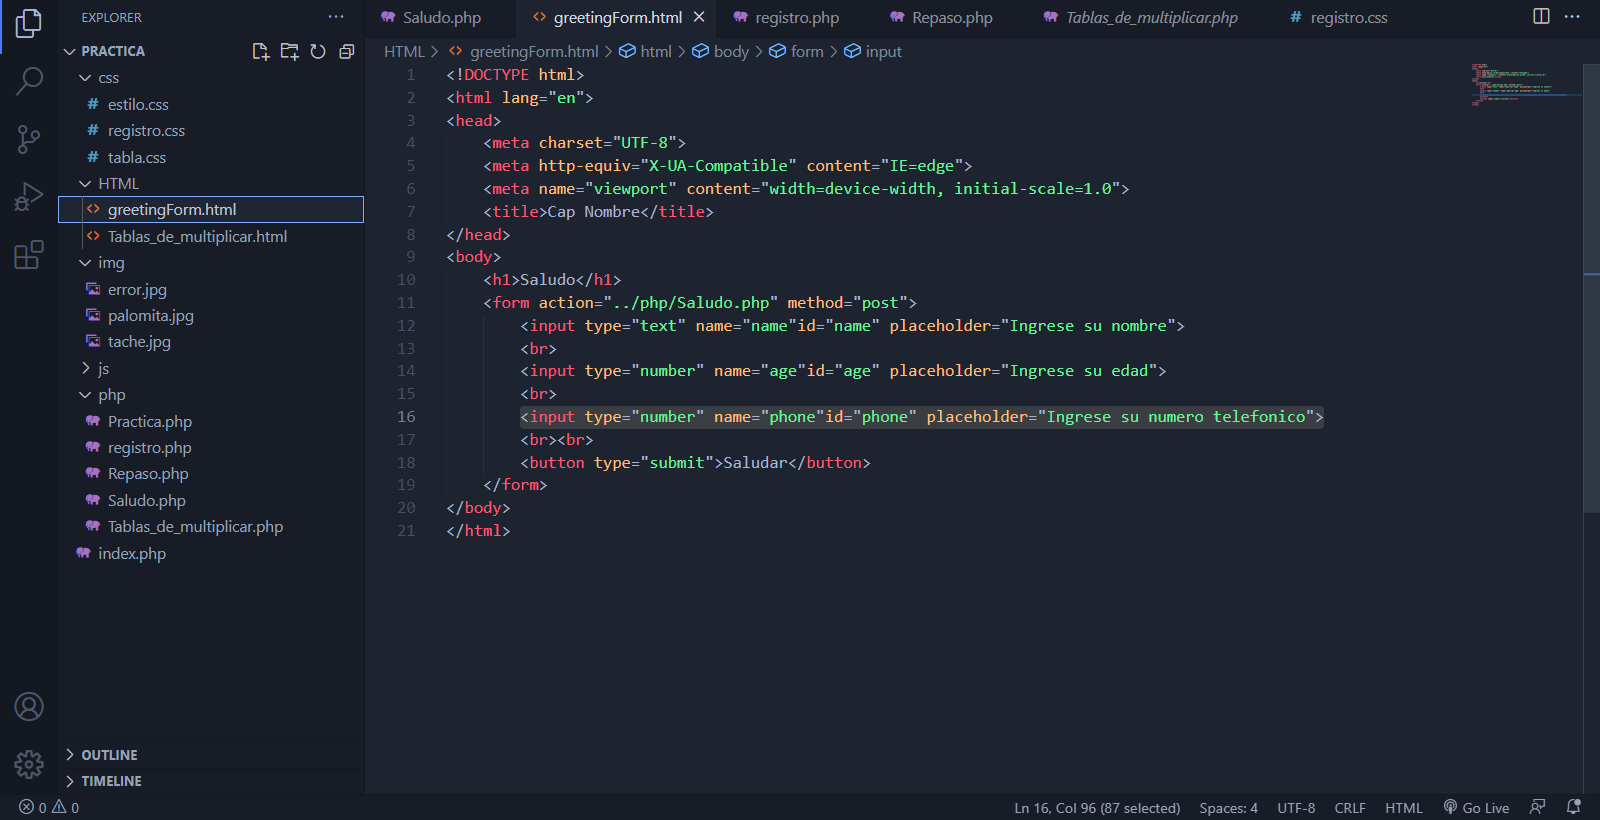 EXPLORER
Saludo.php
greetingForm.html
registro.php
Repaso.php
Tablas_de_multiplicar.php
registro.css
PRACTICA
css
estilo.css
registro.css
tabla.css
HTML
greetingForm.html
Tablas_de_multiplicar.html
img
error.jpg
palomita.jpg
tache.jpg
js
php
Practica.php
registro.php
Repaso.php
Saludo.php
Tablas_de_multiplicar.php
index.php
OUTLINE
TIMELINE
HTML > greetingForm.html > html > body > form > input
1 <!DOCTYPE html>
2 <html lang="en">
3 <head>
4 <meta charset="UTF-8">
5 <meta http-equiv="X-UA-Compatible" content="IE=edge">
6 <meta name="viewport" content="width=device-width, initial-scale=1.0">
7 <title>Cap Nombre</title>
8 </head>
9 <body>
10 <h1>Saludo</h1>
11 <form action="../php/Saludo.php" method="post">
12 <input type="text" name="name"id="name" placeholder="Ingrese su nombre">
13 <br>
14 <input type="number" name="age"id="age" placeholder="Ingrese su edad">
15 <br>
16 <input type="number" name="phone"id="phone" placeholder="Ingrese su numero telefonico">
17 <br><br>
18 <button type="submit">Saludar</button>
19 </form>
20 </body>
21 </html>
0 0
Ln 16, Col 96 (87 selected) Spaces: 4 UTF-8 CRLF HTML Go Live